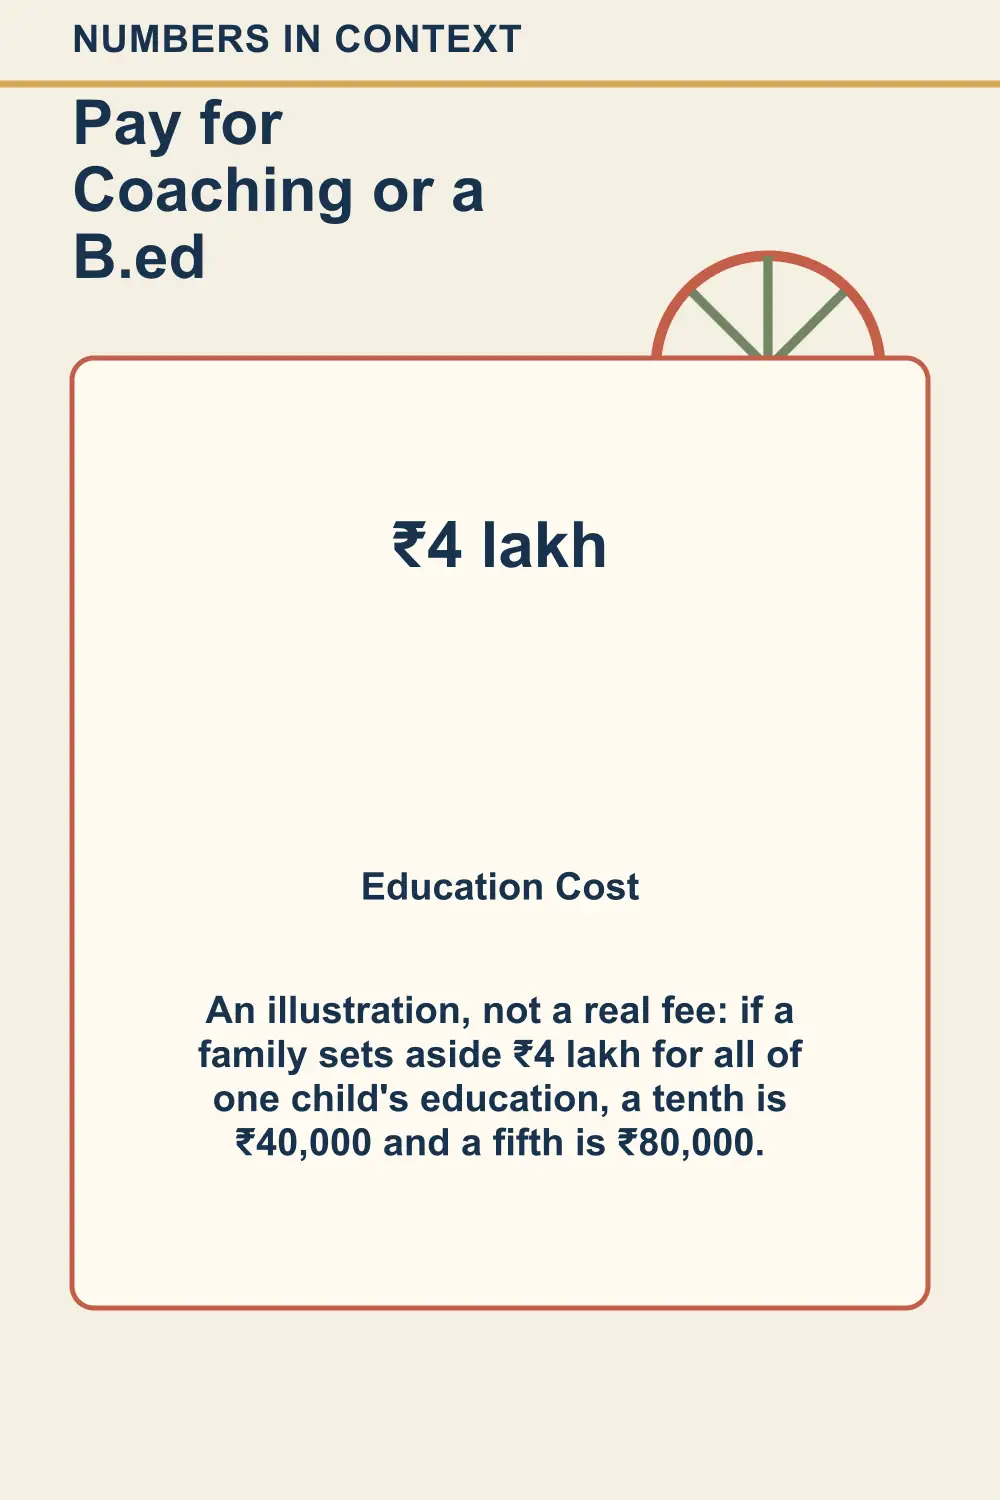 NUMBERS IN CONTEXT
Pay for
Coaching or a
B.ed
₹4 lakh
Education Cost
An illustration, not a real fee: if a
family sets aside ₹4 lakh for all of
one child's education, a tenth is
₹40,000 and a fifth is ₹80,000.